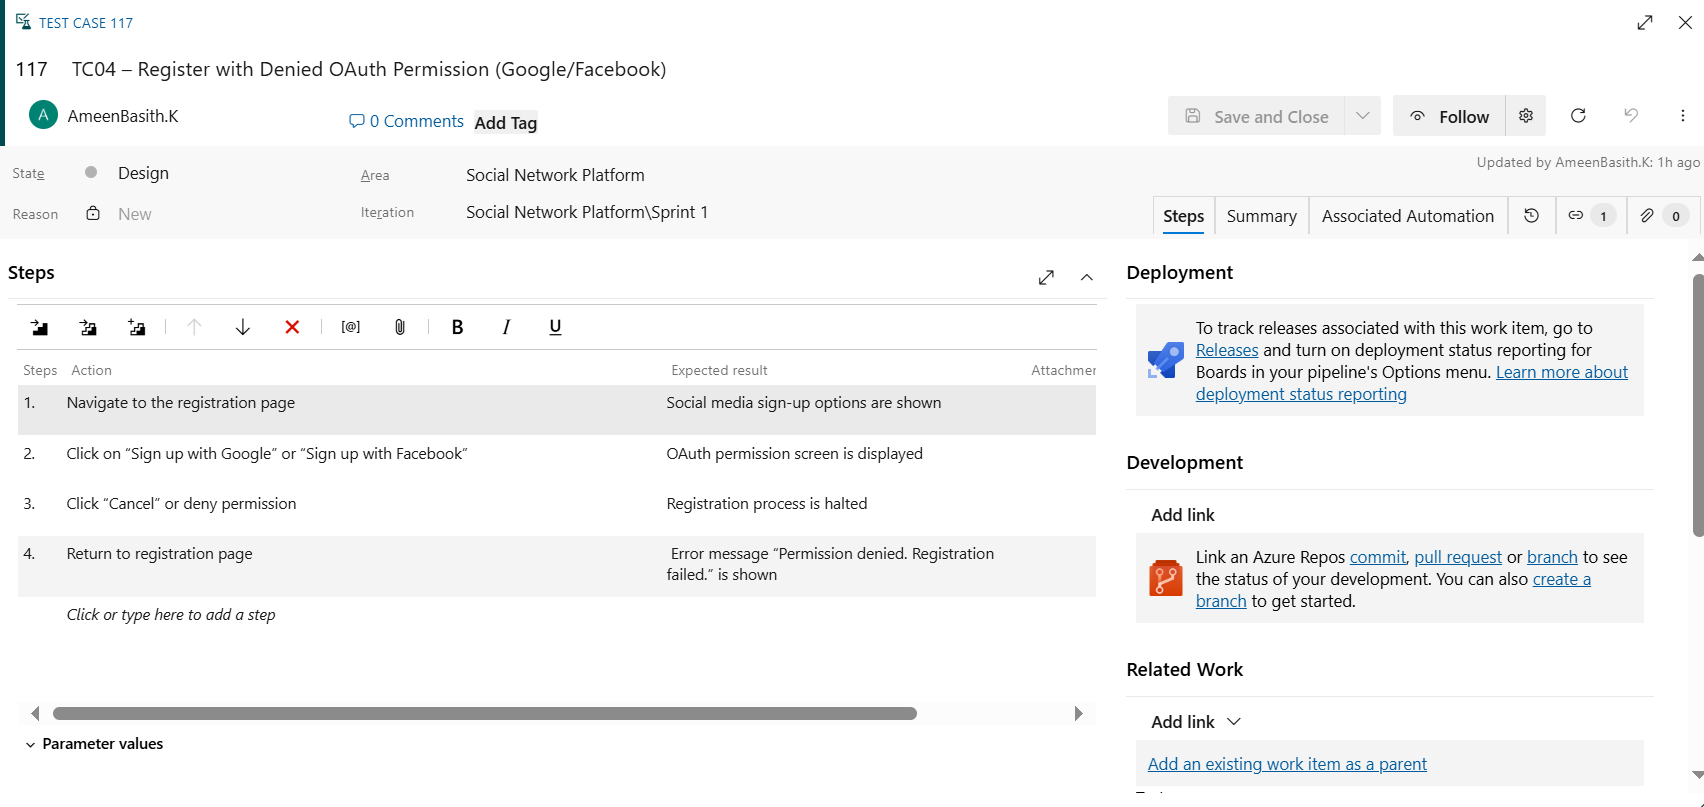 TEST CASE 117
117 TC04 – Register with Denied OAuth Permission (Google/Facebook)
A AmeenBasith.K
0 Comments Add Tag
Save and Close Follow
State Design
Area Social Network Platform
Updated by AmeenBasith.K: 1h ago
Reason New
Iteration Social Network Platform\Sprint 1
Steps Summary Associated Automation 1 0
Steps
[@] B I U
Steps Action Expected result Attachmen
1. Navigate to the registration page Social media sign-up options are shown
2. Click on “Sign up with Google” or “Sign up with Facebook” OAuth permission screen is displayed
3. Click “Cancel” or deny permission Registration process is halted
4. Return to registration page Error message “Permission denied. Registration
failed.” is shown
Click or type here to add a step
Parameter values
Deployment
To track releases associated with this work item, go to
Releases and turn on deployment status reporting for
Boards in your pipeline's Options menu. Learn more about
deployment status reporting
Development
Add link
Link an Azure Repos commit, pull request or branch to see
the status of your development. You can also create a
branch to get started.
Related Work
Add link
Add an existing work item as a parent